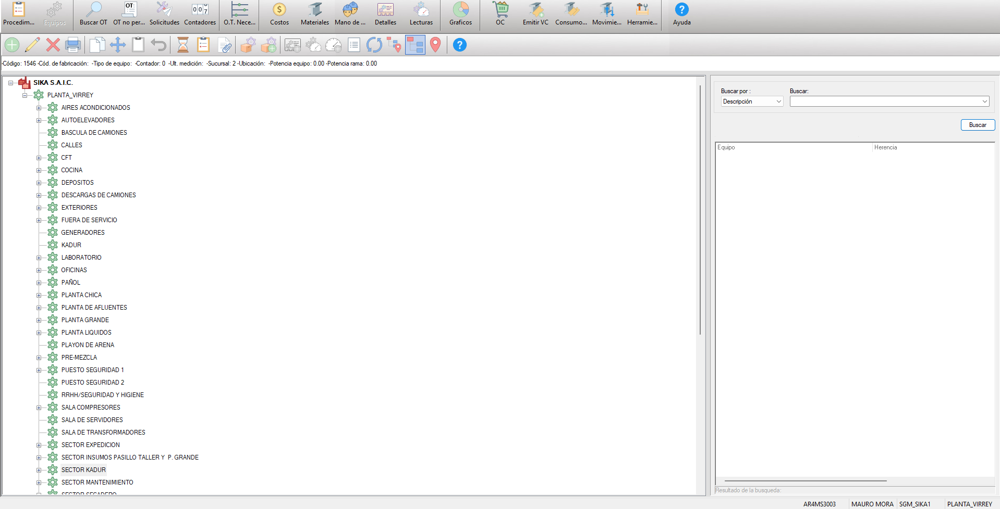 Procedim... Equipos Buscar OT OT no per... Solicitudes Contadores O.T. Nece... Costos Materiales Mano de ... Detalles Lecturas Graficos OC Emitir VC Consumo... Movimie... Herramie... Ayuda
-Código: 1546 -Cód. de fabricación: -Tipo de equipo: -Contador: 0 -Ult. medición: -Sucursal: 2 -Ubicación: -Potencia equipo: 0.00 -Potencia rama: 0.00
SIKA S.A.I.C.
PLANTA_VIRREY
AIRES ACONDICIONADOS
AUTOELEVADORES
BASCULA DE CAMIONES
CALLES
CFT
COCINA
DEPOSITOS
DESCARGAS DE CAMIONES
EXTERIORES
FUERA DE SERVICIO
GENERADORES
KADUR
LABORATORIO
OFICINAS
PAÑOL
PLANTA CHICA
PLANTA DE AFLUENTES
PLANTA GRANDE
PLANTA LIQUIDOS
PLAYON DE ARENA
PRE-MEZCLA
PUESTO SEGURIDAD 1
PUESTO SEGURIDAD 2
RRHH/SEGURIDAD Y HIGIENE
SALA COMPRESORES
SALA DE SERVIDORES
SALA DE TRANSFORMADORES
SECTOR EXPEDICION
SECTOR INSUMOS PASILLO TALLER Y P. GRANDE
SECTOR KADUR
SECTOR MANTENIMIENTO
SECTOR SECADERO
Buscar por : Buscar:
Descripción
Buscar
Equipo Herencia
Resultado de la busqueda:
AR4MS3003 MAURO MORA SGM_SIKA1 PLANTA_VIRREY